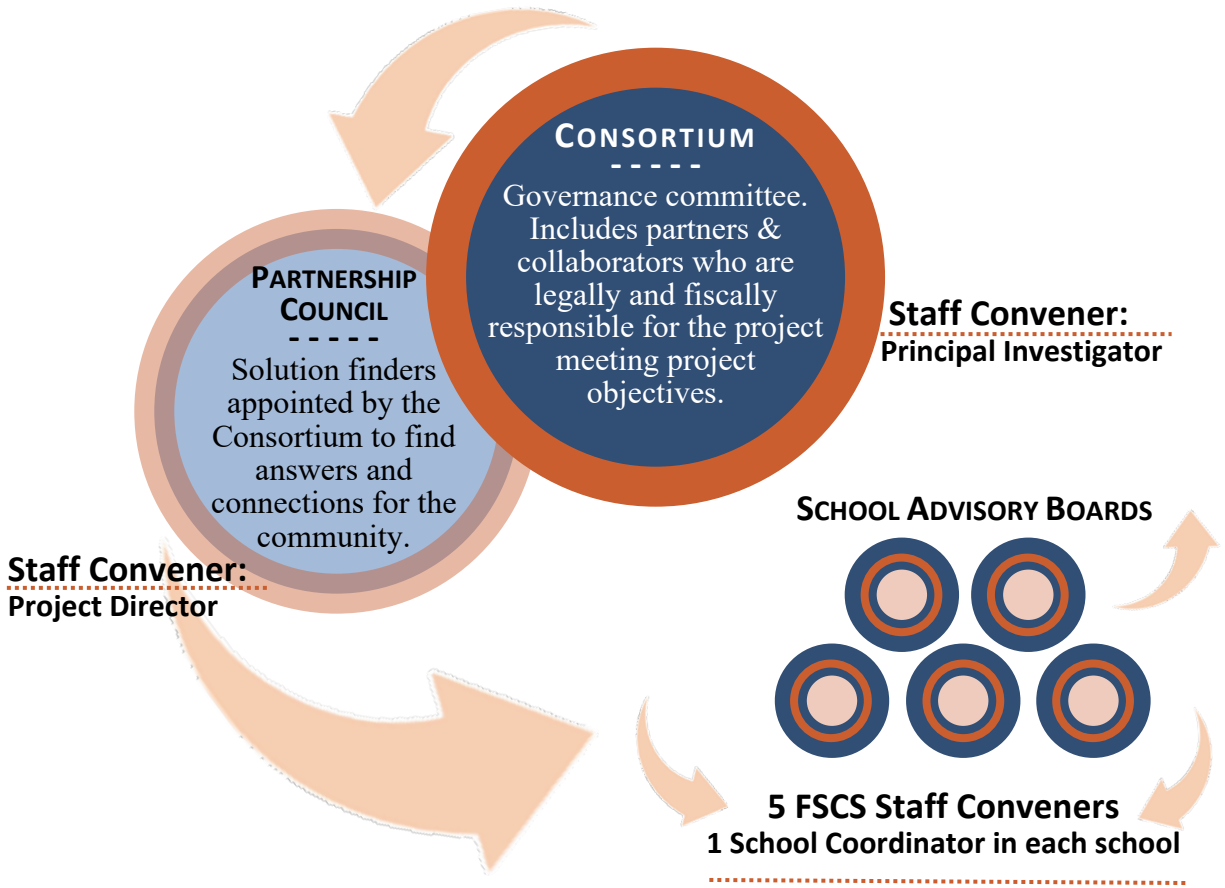 CONSORTIUM
- - - - -
Governance committee.
Includes partners &
collaborators who are
legally and fiscally
responsible for the project
meeting project
objectives.
Staff Convener:
Principal Investigator
PARTNERSHIP
COUNCIL
- - - - -
Solution finders
appointed by the
Consortium to find
answers and
connections for the
community.
Staff Convener:
Project Director
SCHOOL ADVISORY BOARDS
5 FSCS Staff Conveners
1 School Coordinator in each school